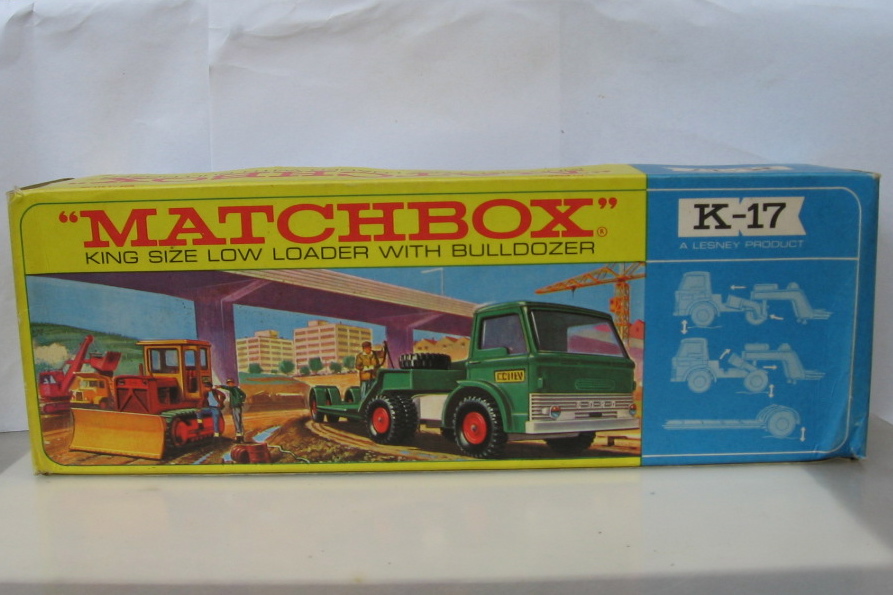 "MATCHBOX"®
KING SIZE LOW LOADER WITH BULLDOZER
K-17
A LESNEY PRODUCT